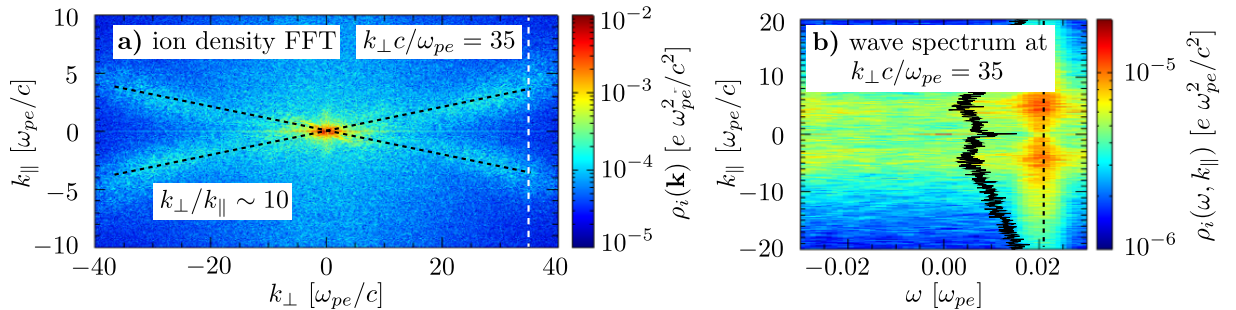 a) ion density FFT
k⊥c/ωpe = 35
k⊥/k∥ ∼ 10
10
5
0
−5
−10
k∥ [ωpe/c]
−40
−20
0
20
40
k⊥ [ωpe/c]
10−2
10−3
10−4
10−5
ρi(k) [e ω2pe/c2]
b) wave spectrum at
k⊥c/ωpe = 35
20
10
0
−10
−20
k∥ [ωpe/c]
−0.02
0.00
0.02
ω [ωpe]
10−5
10−6
ρi(ω, k∥) [e ω2pe/c2]